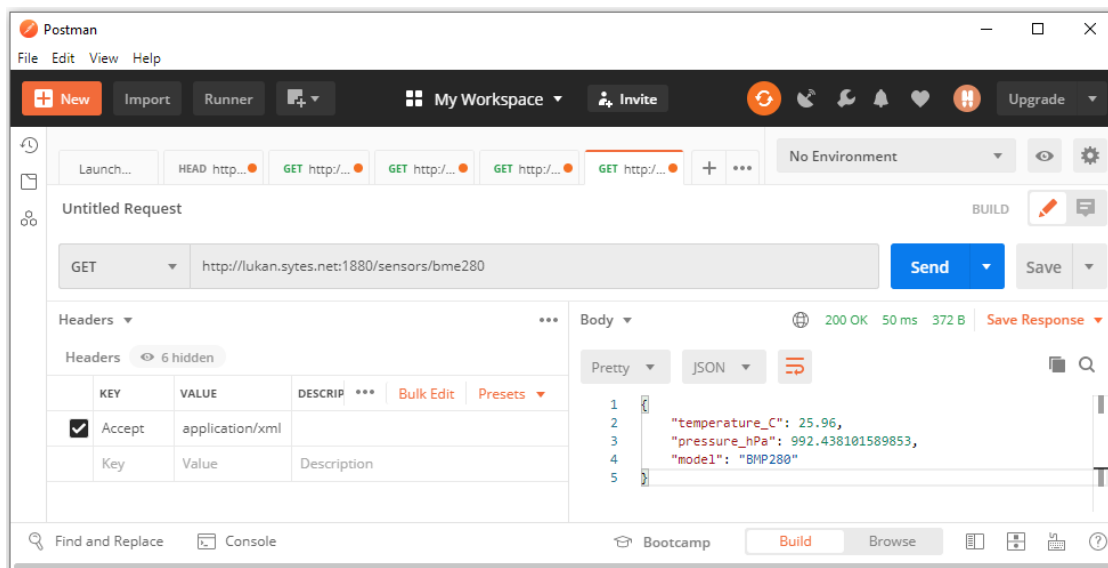 Postman
File Edit View Help
New Import Runner My Workspace Invite Upgrade
Launch... HEAD http... GET http:/... GET http:/... GET http:/... GET http:/... + ••• No Environment
Untitled Request BUILD
GET http://lukan.sytes.net:1880/sensors/bme280 Send Save
Headers ••• Body 200 OK 50 ms 372 B Save Response
Headers 6 hidden Pretty JSON
KEY VALUE DESCRIP ••• Bulk Edit Presets
Accept application/xml
Key Value Description
1 {
2 "temperature_C": 25.96,
3 "pressure_hPa": 992.438101589853,
4 "model": "BMP280"
5 }
Find and Replace Console Bootcamp Build Browse